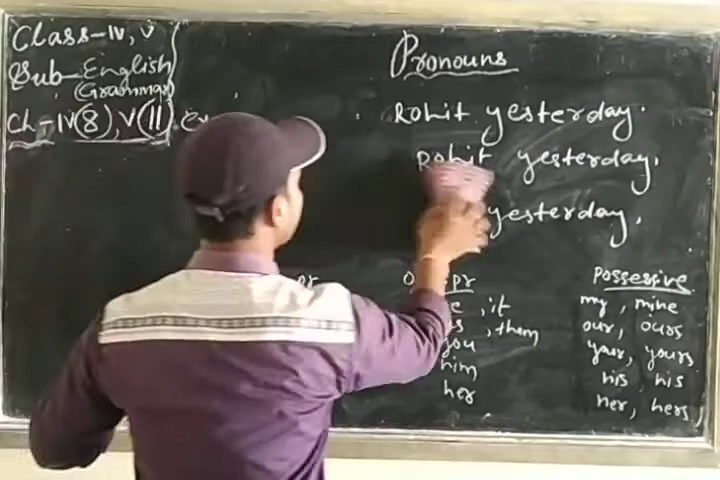 Class-IV, V
Sub-English
(Grammar)
Ch-IV(8), V(11).
Pronouns
Rohit yesterday.
Rohit yesterday.
yesterday.
Possessive
, it
my, mine
, them
our, ours
you
your, yours
him
his his
her
her, hers,